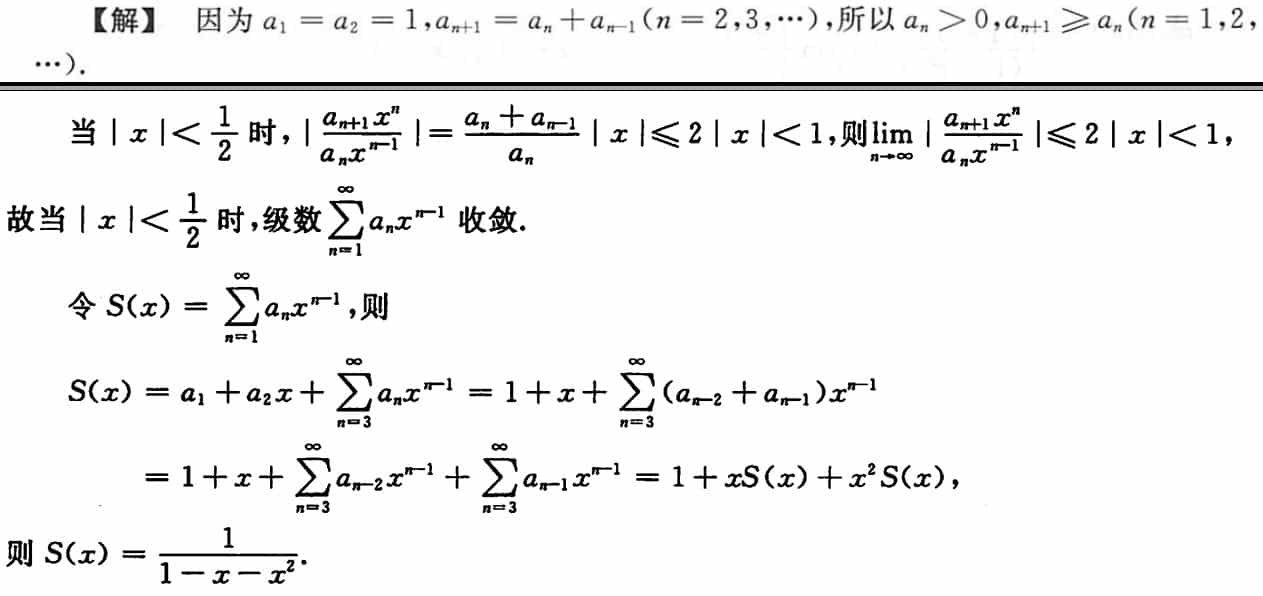 【解】 因为 a₁ = a₂ = 1,aₙ₊₁ = aₙ + aₙ₋₁(n = 2,3,⋯),所以 aₙ > 0,aₙ₊₁ ≥ aₙ(n = 1,2,
⋯).
当 | x | < 1/2 时, | aₙ₊₁xⁿ / aₙxⁿ⁻¹ | = (aₙ + aₙ₋₁)/aₙ | x | ≤ 2 | x | < 1,则 lim_{n→∞} | aₙ₊₁xⁿ / aₙxⁿ⁻¹ | ≤ 2 | x | < 1,
故当 | x | < 1/2 时,级数 ∑_{n=1}^{∞} aₙxⁿ⁻¹ 收敛.
令 S(x) = ∑_{n=1}^{∞} aₙxⁿ⁻¹,则
S(x) = a₁ + a₂x + ∑_{n=3}^{∞} aₙxⁿ⁻¹ = 1 + x + ∑_{n=3}^{∞} (aₙ₋₂ + aₙ₋₁)xⁿ⁻¹
= 1 + x + ∑_{n=3}^{∞} aₙ₋₂xⁿ⁻¹ + ∑_{n=3}^{∞} aₙ₋₁xⁿ⁻¹ = 1 + xS(x) + x²S(x),
则 S(x) = 1/(1 − x − x²).